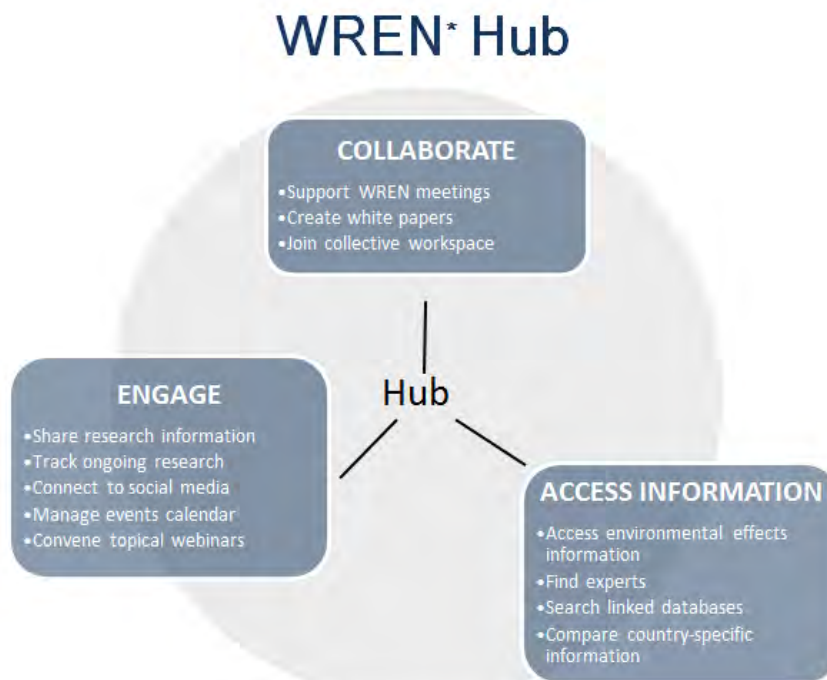 WREN* Hub
COLLABORATE
•Support WREN meetings
•Create white papers
•Join collective workspace
Hub
ENGAGE
•Share research information
•Track ongoing research
•Connect to social media
•Manage events calendar
•Convene topical webinars
ACCESS INFORMATION
•Access environmental effects
information
•Find experts
•Search linked databases
•Compare country-specific
information